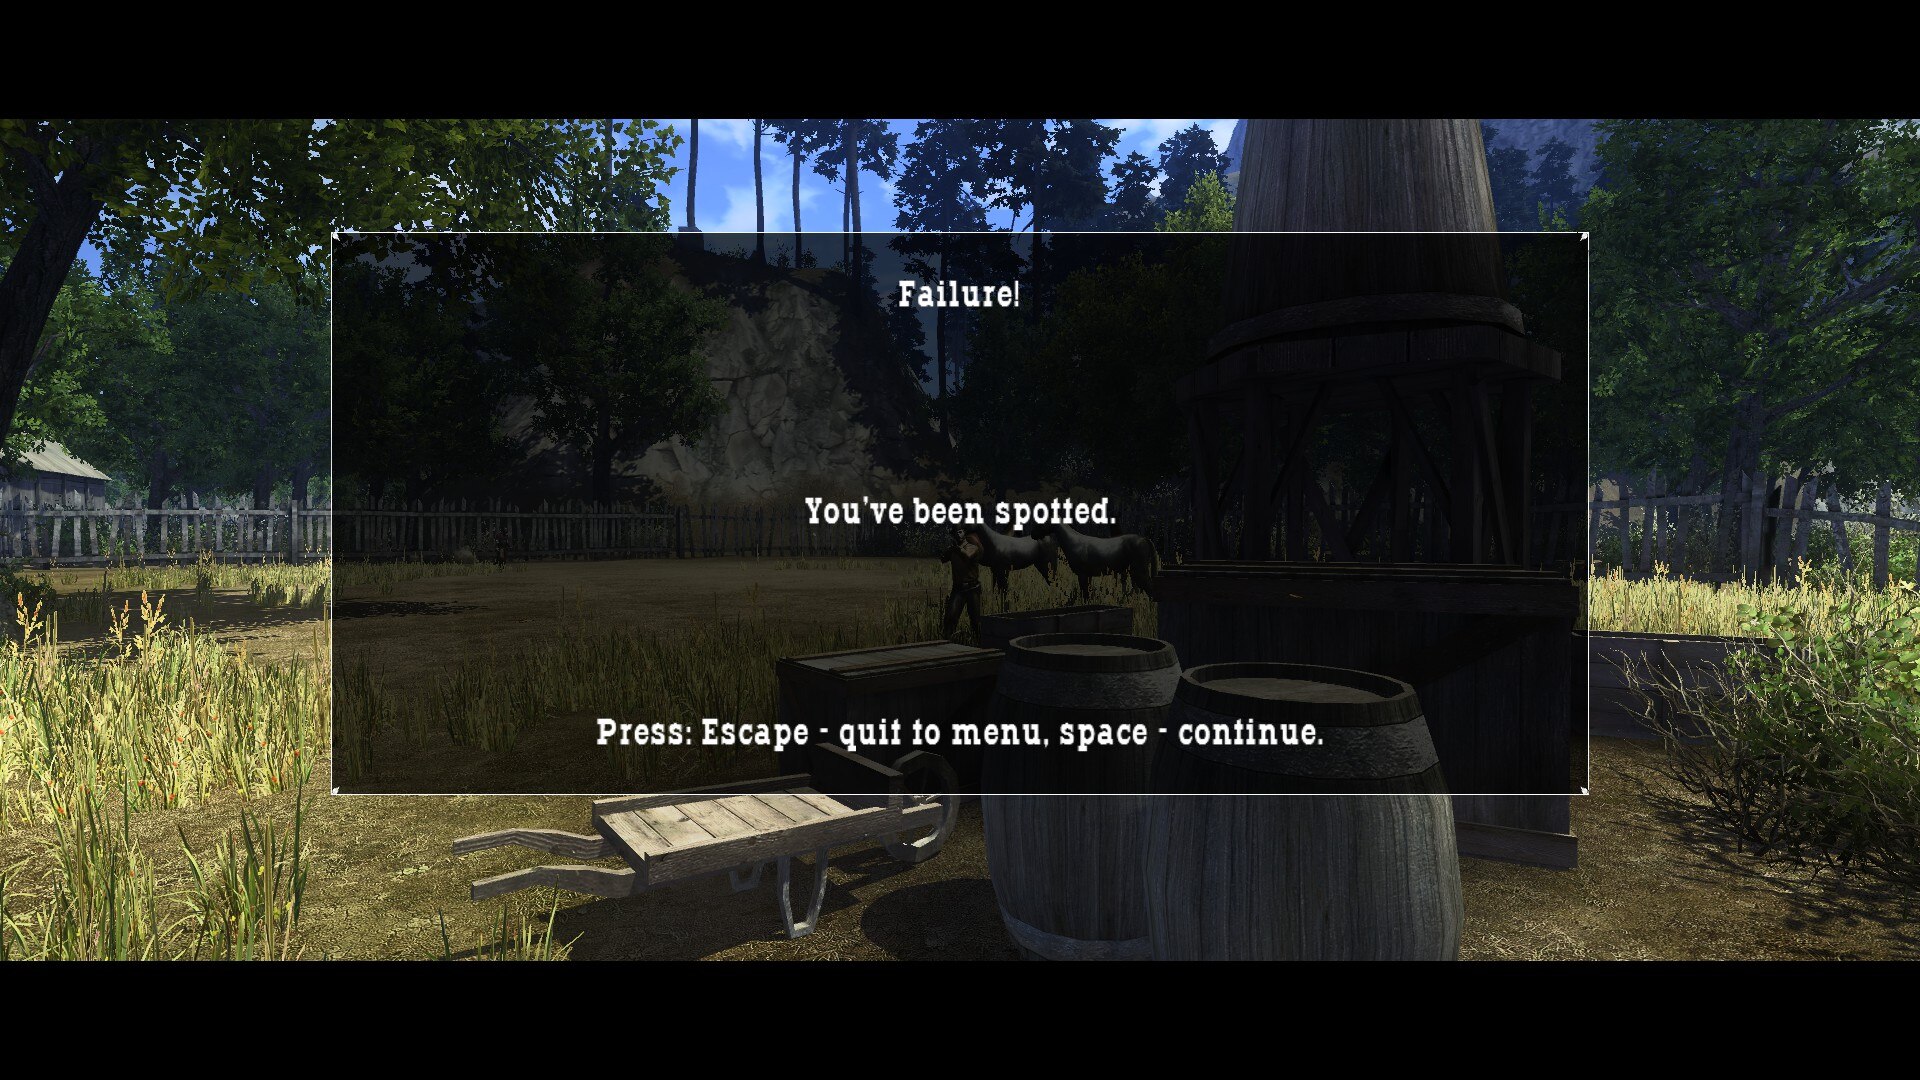 Failure!
You've been spotted.
Press: Escape - quit to menu, space - continue.